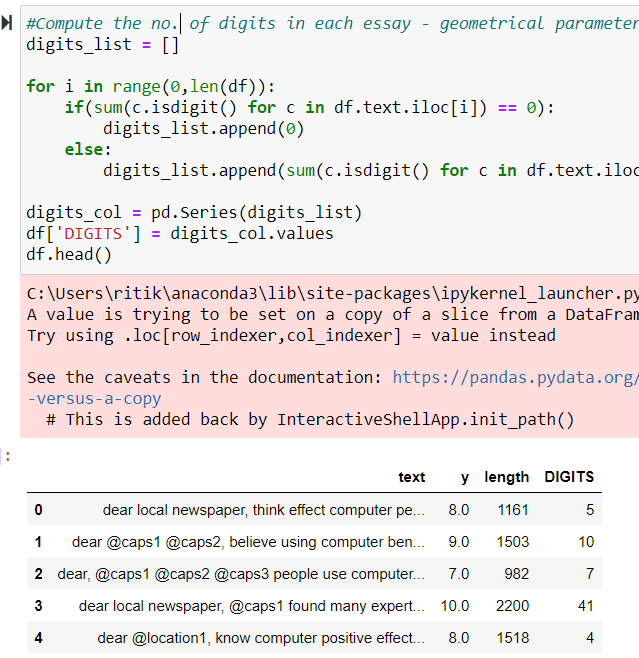 #Compute the no. of digits in each essay - geometrical parameter
digits_list = []
for i in range(0,len(df)):
if(sum(c.isdigit() for c in df.text.iloc[i]) == 0):
digits_list.append(0)
else:
digits_list.append(sum(c.isdigit() for c in df.text.iloc
digits_col = pd.Series(digits_list)
df['DIGITS'] = digits_col.values
df.head()
C:\Users\ritik\anaconda3\lib\site-packages\ipykernel_launcher.py
A value is trying to be set on a copy of a slice from a DataFram
Try using .loc[row_indexer,col_indexer] = value instead
See the caveats in the documentation: https://pandas.pydata.org/
-versus-a-copy
# This is added back by InteractiveShellApp.init_path()
]:
text y length DIGITS
0 dear local newspaper, think effect computer pe... 8.0 1161 5
1 dear @caps1 @caps2, believe using computer ben... 9.0 1503 10
2 dear, @caps1 @caps2 @caps3 people use computer... 7.0 982 7
3 dear local newspaper, @caps1 found many expert... 10.0 2200 41
4 dear @location1, know computer positive effect... 8.0 1518 4